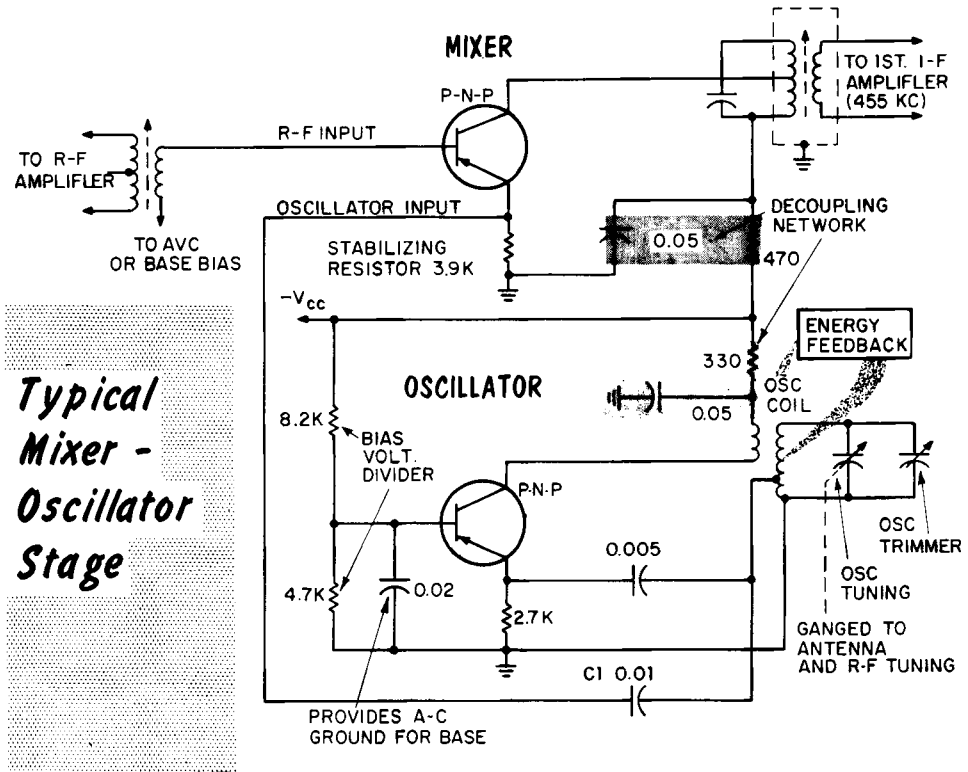 MIXER
P-N-P
TO 1ST. I-F
AMPLIFLER
(455 KC)
R-F INPUT
TO R-F
AMPLIFLER
OSCILLATOR INPUT
TO AVC
OR BASE BIAS
STABILIZING
RESISTOR 3.9K
0.05
DECOUPLING
NETWORK
470
-Vcc
ENERGY
FEEDBACK
330
OSCILLATOR
OSC
COIL
0.05
Typical
Mixer -
Oscillator
Stage
8.2K
BIAS
VOLT.
DIVIDER
P-N-P
OSC
TRIMMER
0.005
OSC
TUNING
4.7K
0.02
2.7K
GANGED TO
ANTENNA
AND R-F TUNING
C1 0.01
PROVIDES A-C
GROUND FOR BASE